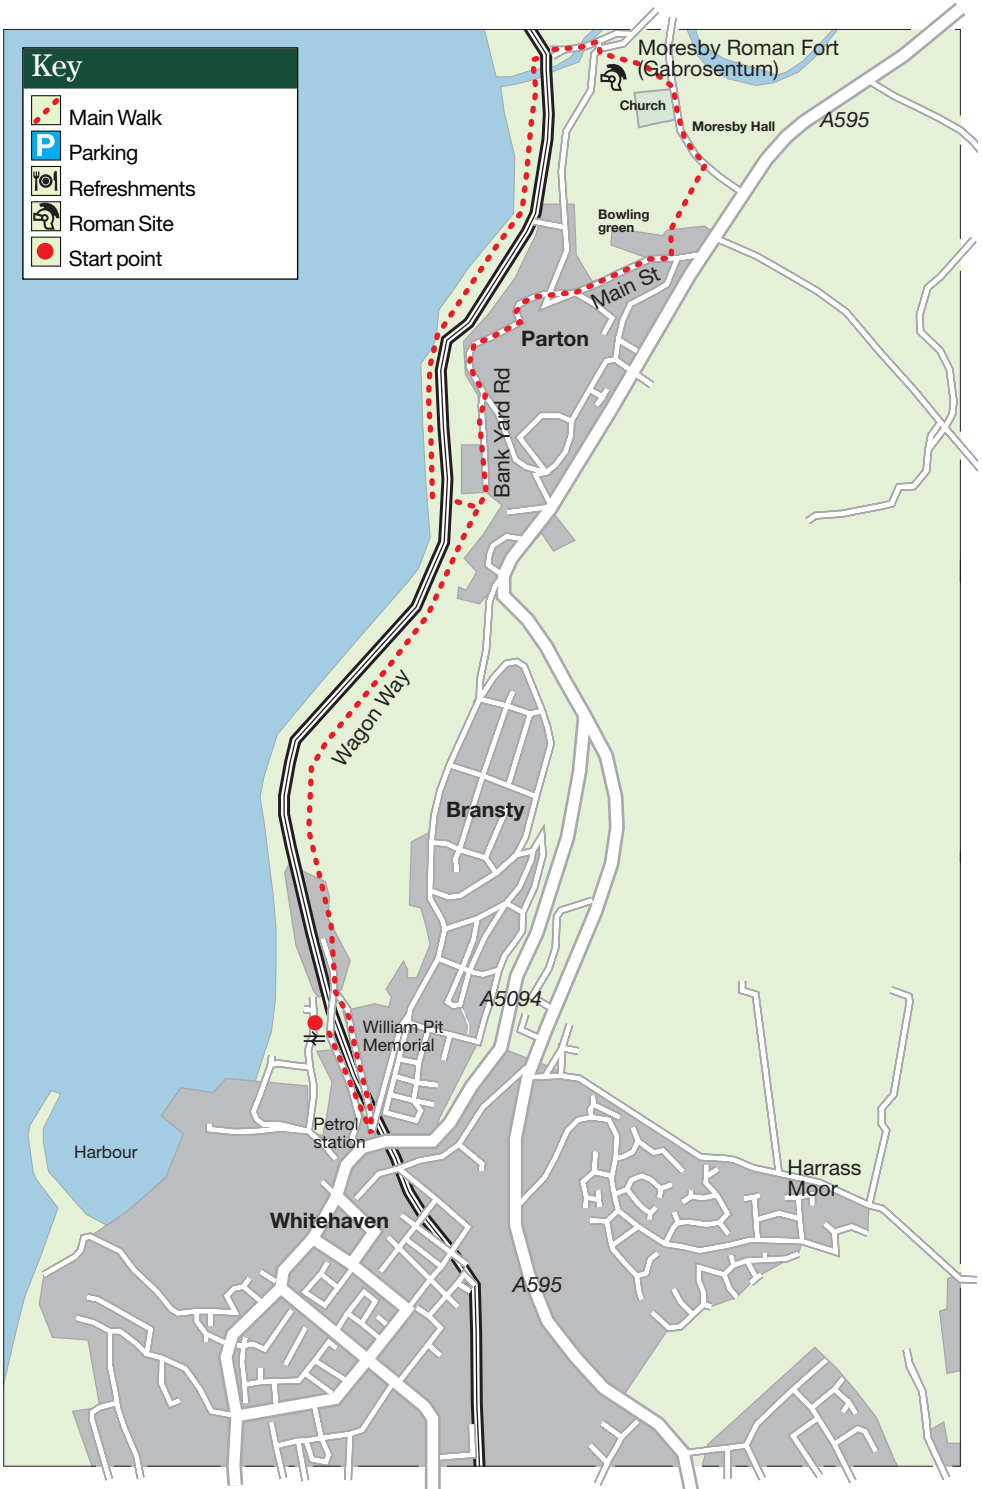 Key
Main Walk
P Parking
Refreshments
Roman Site
Start point
Moresby Roman Fort
(Gabrosentum)
Church
Moresby Hall
A595
Bowling
green
Main St
Parton
Bank Yard Rd
Wagon Way
Bransty
A5094
William Pit
Memorial
Petrol
station
Harbour
Harrass
Moor
Whitehaven
A595